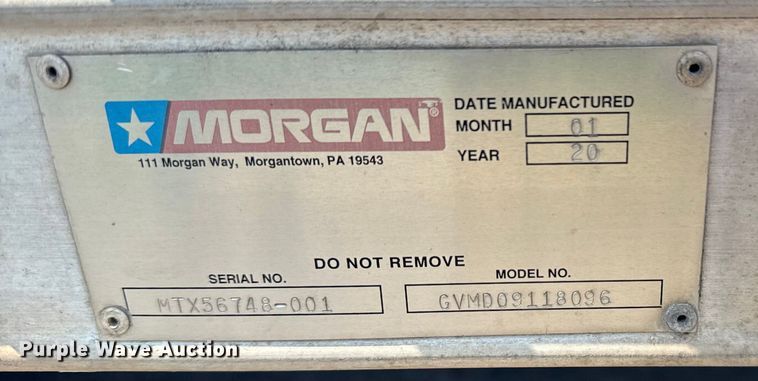 MORGAN®
111 Morgan Way, Morgantown, PA 19543
DATE MANUFACTURED
MONTH 01
YEAR 20
DO NOT REMOVE
SERIAL NO. MODEL NO.
MTX56748-001 GVMD09118096
Purple Wave Auction